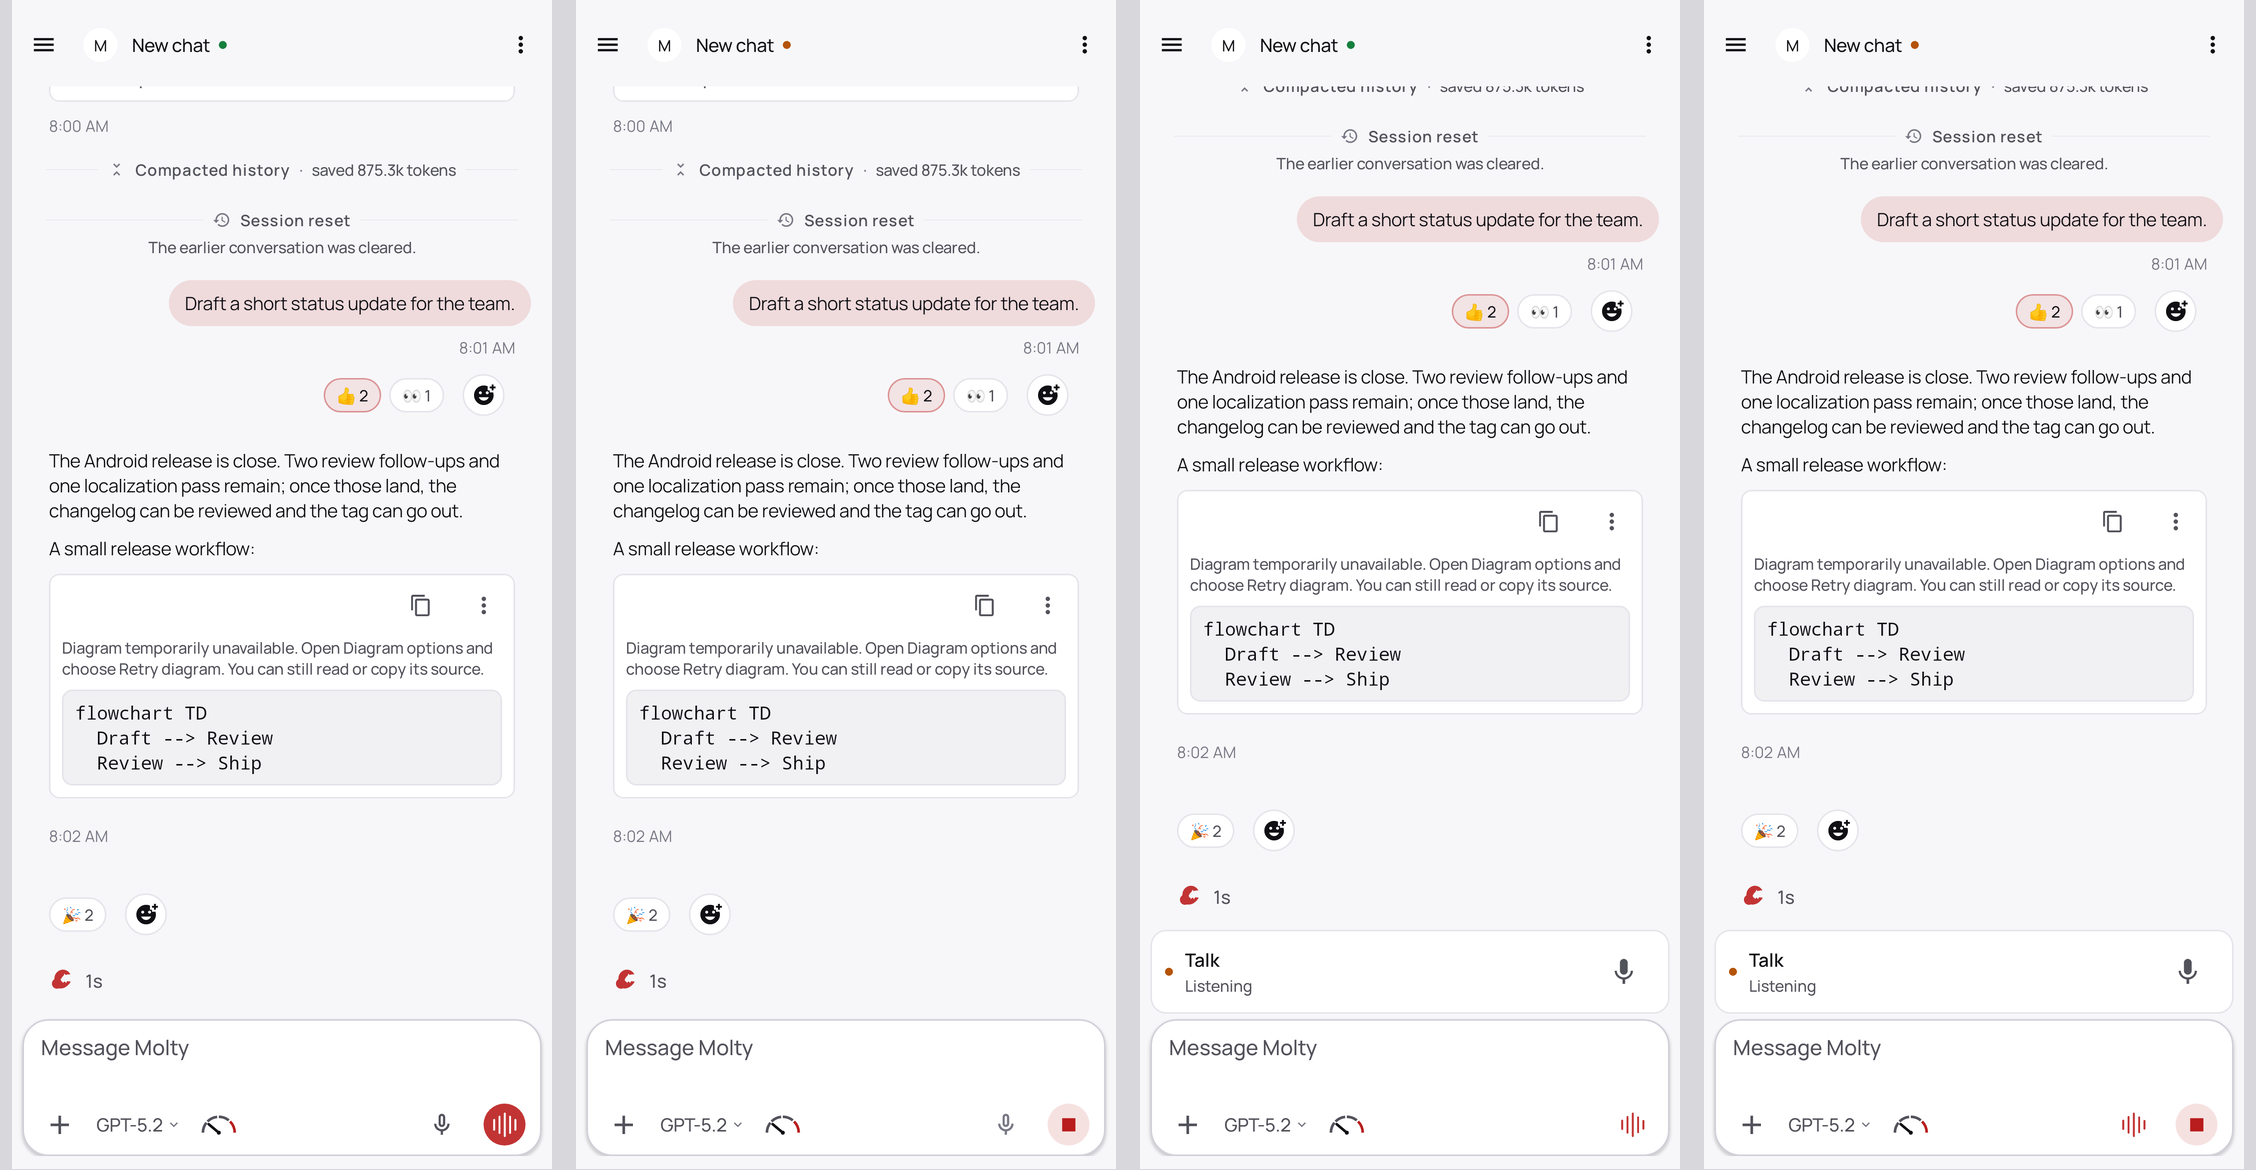 M New chat
8:00 AM
Compacted history · saved 875.3k tokens
Session reset
The earlier conversation was cleared.
Draft a short status update for the team.
8:01 AM
👍 2 👀 1
The Android release is close. Two review follow-ups and
one localization pass remain; once those land, the
changelog can be reviewed and the tag can go out.
A small release workflow:
Diagram temporarily unavailable. Open Diagram options and
choose Retry diagram. You can still read or copy its source.
flowchart TD
Draft --> Review
Review --> Ship
8:02 AM
🎉 2
1s
Message Molty
GPT-5.2
M New chat
8:00 AM
Compacted history · saved 875.3k tokens
Session reset
The earlier conversation was cleared.
Draft a short status update for the team.
8:01 AM
👍 2 👀 1
The Android release is close. Two review follow-ups and
one localization pass remain; once those land, the
changelog can be reviewed and the tag can go out.
A small release workflow:
Diagram temporarily unavailable. Open Diagram options and
choose Retry diagram. You can still read or copy its source.
flowchart TD
Draft --> Review
Review --> Ship
8:02 AM
🎉 2
1s
Message Molty
GPT-5.2
M New chat
Compacted history · saved 875.3k tokens
Session reset
The earlier conversation was cleared.
Draft a short status update for the team.
8:01 AM
👍 2 👀 1
The Android release is close. Two review follow-ups and
one localization pass remain; once those land, the
changelog can be reviewed and the tag can go out.
A small release workflow:
Diagram temporarily unavailable. Open Diagram options and
choose Retry diagram. You can still read or copy its source.
flowchart TD
Draft --> Review
Review --> Ship
8:02 AM
🎉 2
1s
Talk
Listening
Message Molty
GPT-5.2
M New chat
Compacted history · saved 875.3k tokens
Session reset
The earlier conversation was cleared.
Draft a short status update for the team.
8:01 AM
👍 2 👀 1
The Android release is close. Two review follow-ups and
one localization pass remain; once those land, the
changelog can be reviewed and the tag can go out.
A small release workflow:
Diagram temporarily unavailable. Open Diagram options and
choose Retry diagram. You can still read or copy its source.
flowchart TD
Draft --> Review
Review --> Ship
8:02 AM
🎉 2
1s
Talk
Listening
Message Molty
GPT-5.2